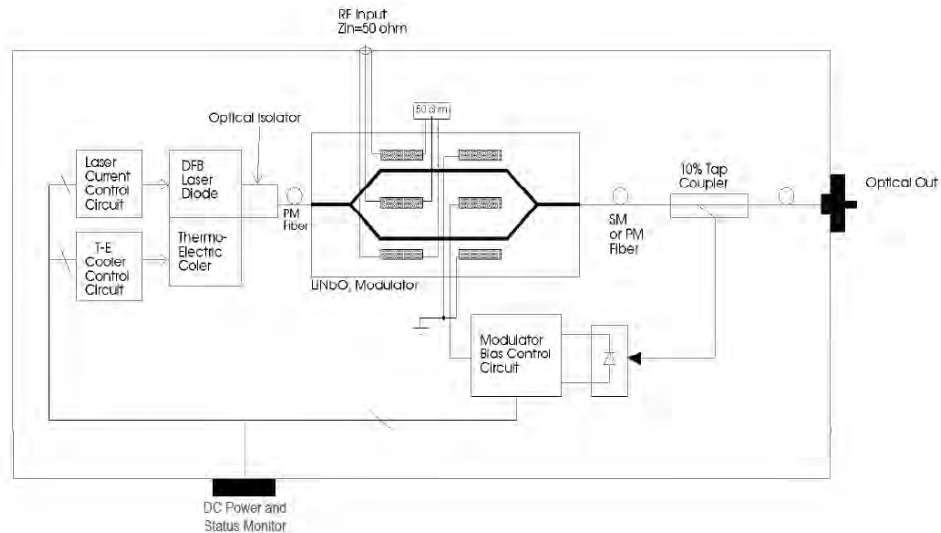 RF Input
Zin=50 ohm
50 ohm
Optical Isolator
Laser
Current
Control
Circuit
DFB
Laser
Diode
10% Tap
Coupler
Optical Out
PM
Fiber
SM
or PM
Fiber
T-E
Cooler
Control
Circuit
Thermo-
Electric
Coler
LiNbO, Modulator
Modulator
Bias Control
Circuit
DC Power and
Status Monitor